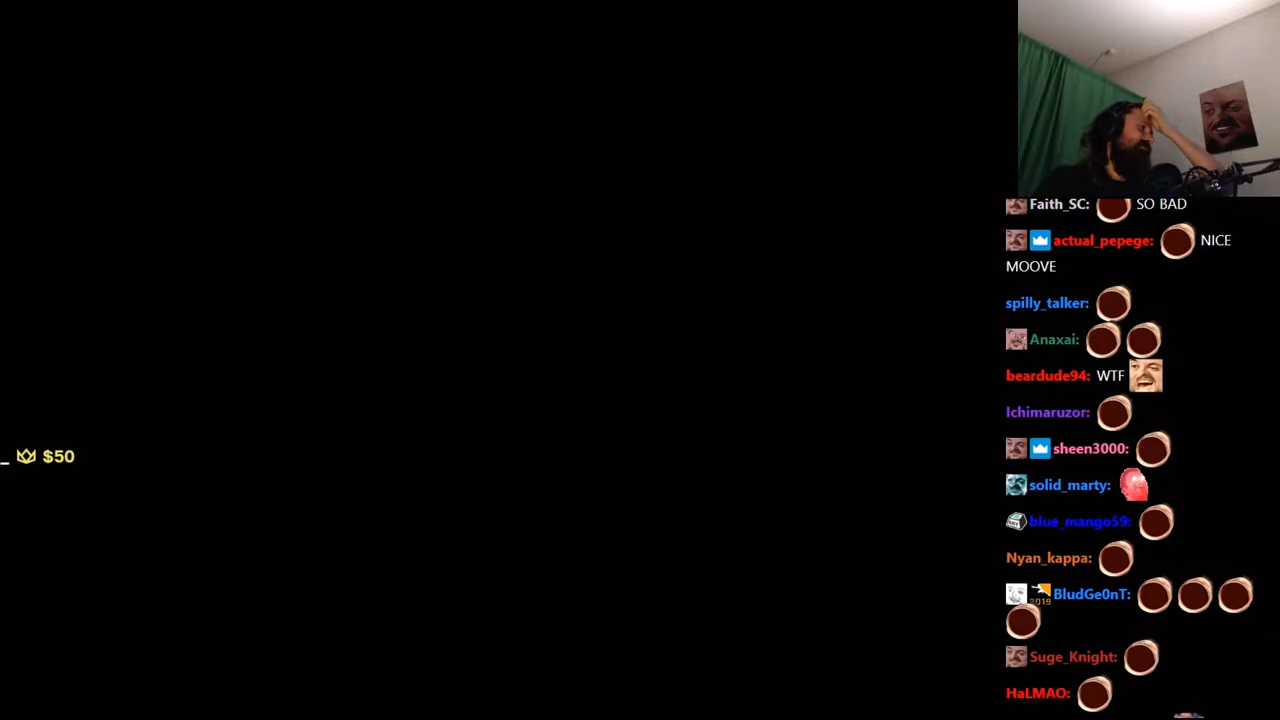 Faith_SC: SO BAD
actual_pepege: NICE
MOOVE
spilly_talker:
Anaxai:
beardude94: WTF
Ichimaruzor:
_ $50
sheen3000:
solid_marty:
blue_mango59:
Nyan_kappa:
2019 BludGe0nT:
Suge_Knight:
HaLMAO: